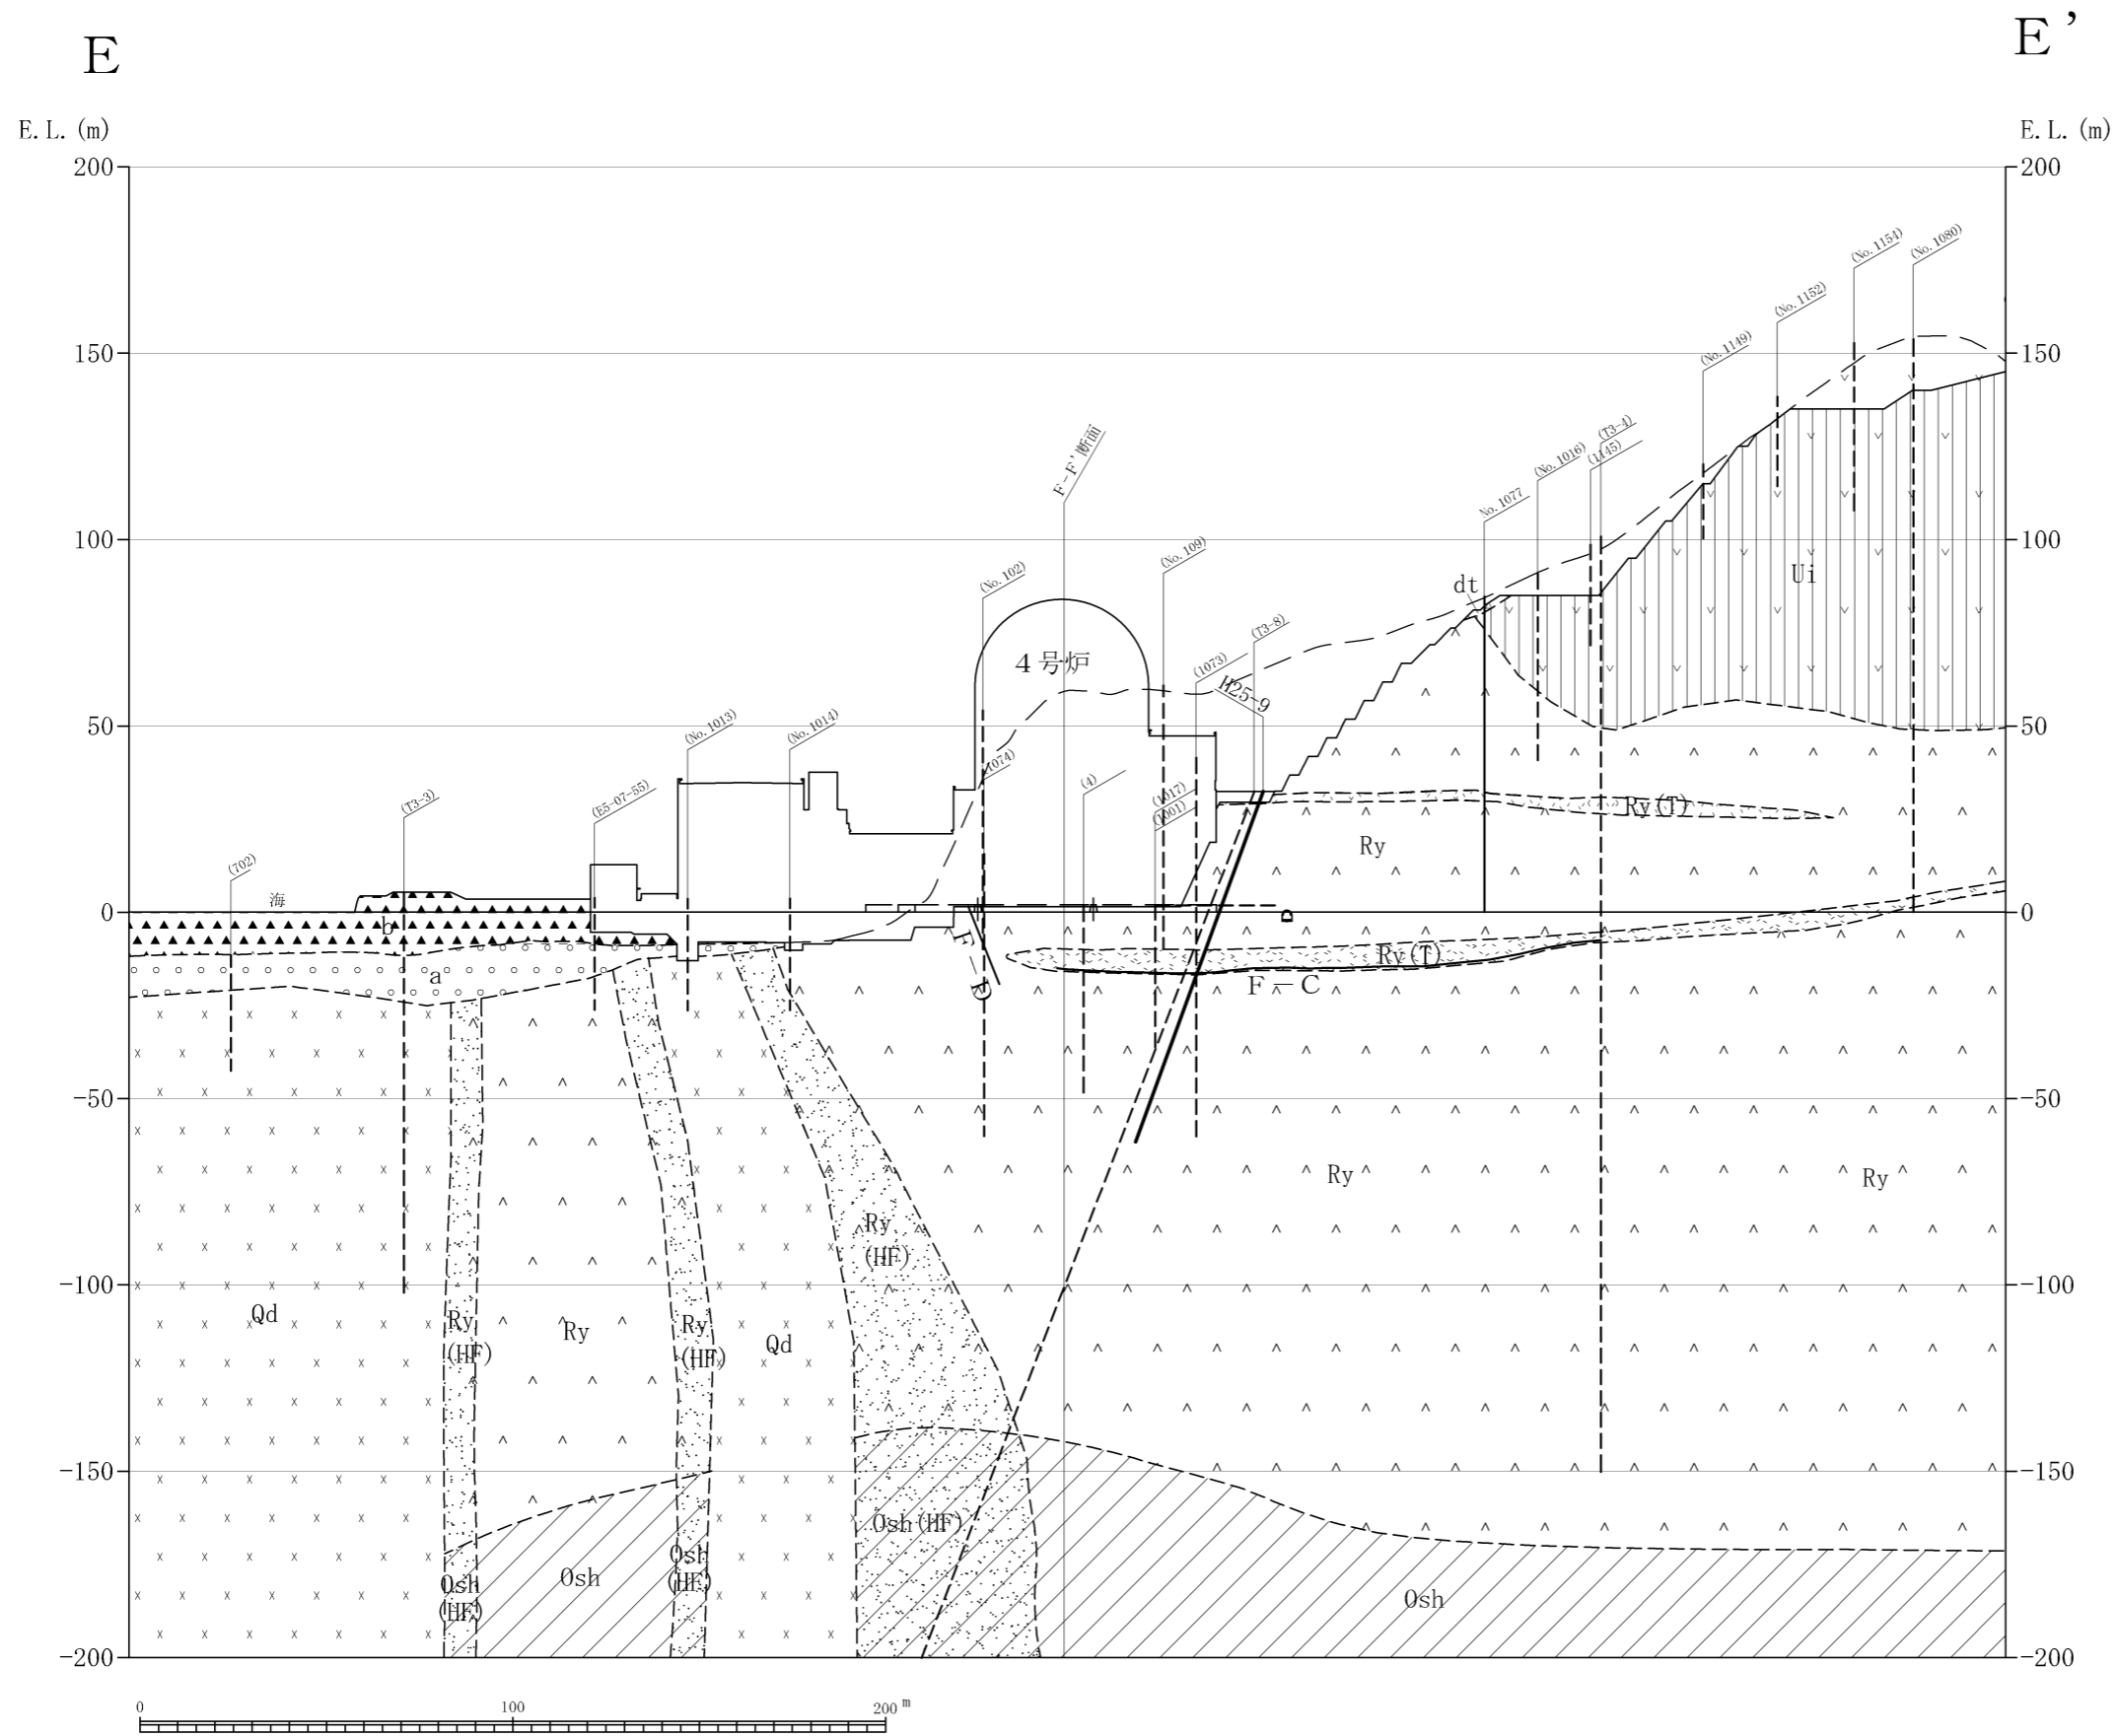 E
E’
E.L.(m)
E.L.(m)
200
200
150
150
100
100
50
50
0
0
-50
-50
-100
-100
-150
-150
-200
-200
(No.1154)
(No.1080)
(No.1152)
(No.1149)
(T3-4)
(1145)
(No.1016)
No.1077
F-F’断面
(No.109)
(No.102)
(T3-8)
(1073)
H25-9
(No.1014)
(No.1013)
(1074)
(4)
(1017)
(1001)
(E5-07-55)
(T3-3)
(702)
4号炉
dt
Ui
海
b
a
Ry(T)
Ry
Ry(T)
F-C
F-D
D
Ry
Ry
Ry
(HF)
Qd
Ry
(HF)
Ry
Ry
(HF)
Qd
Osh(HF)
Osh
(HF)
Osh
Osh
(HF)
Osh
0
100
200 m